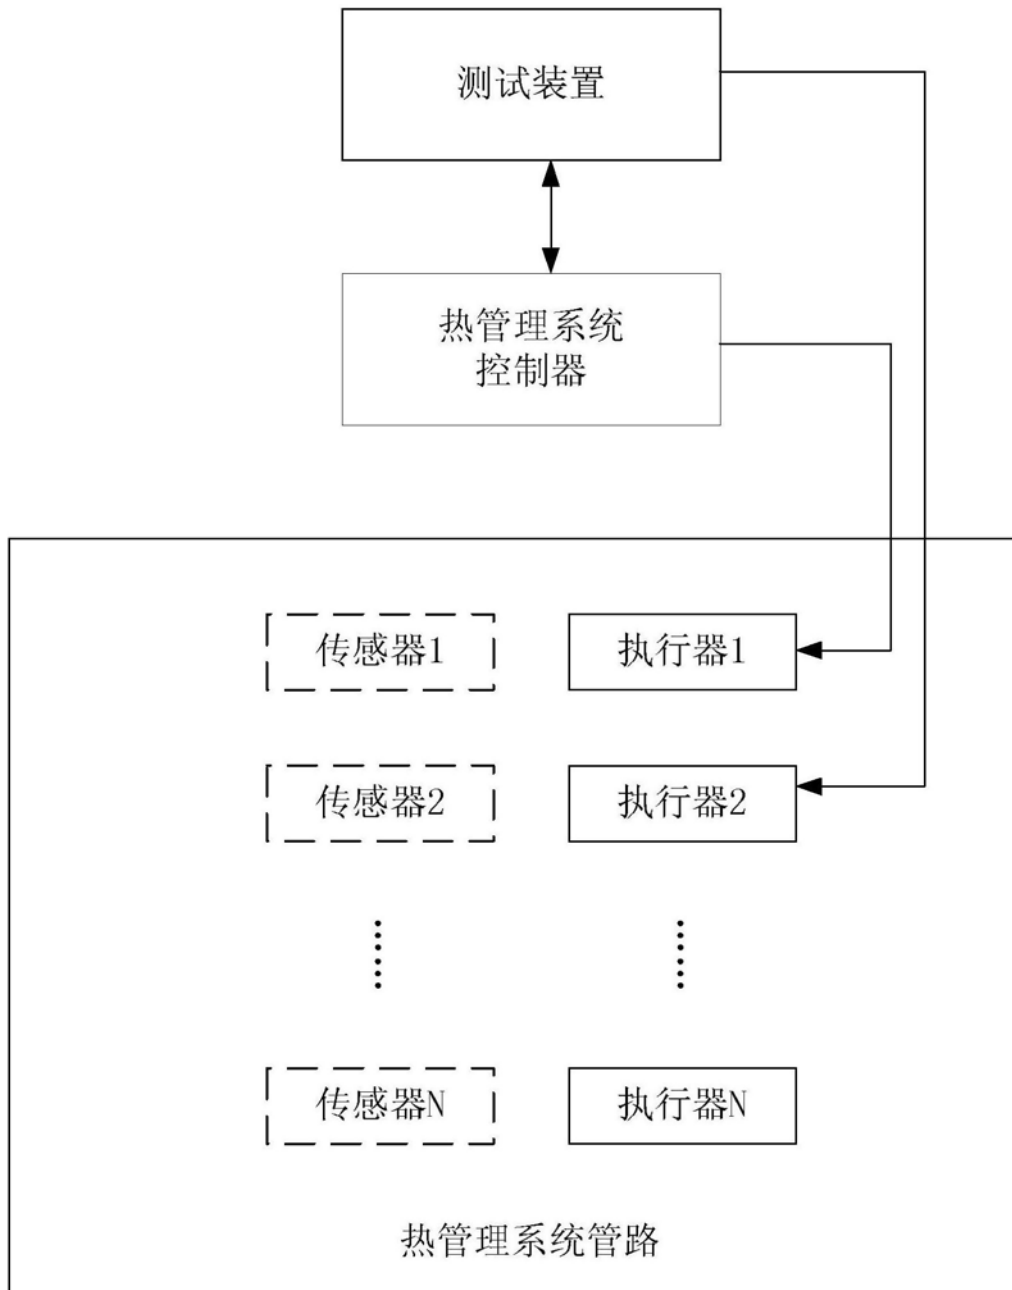 测试装置
热管理系统
控制器
传感器1 执行器1
传感器2 执行器2
传感器N 执行器N
热管理系统管路